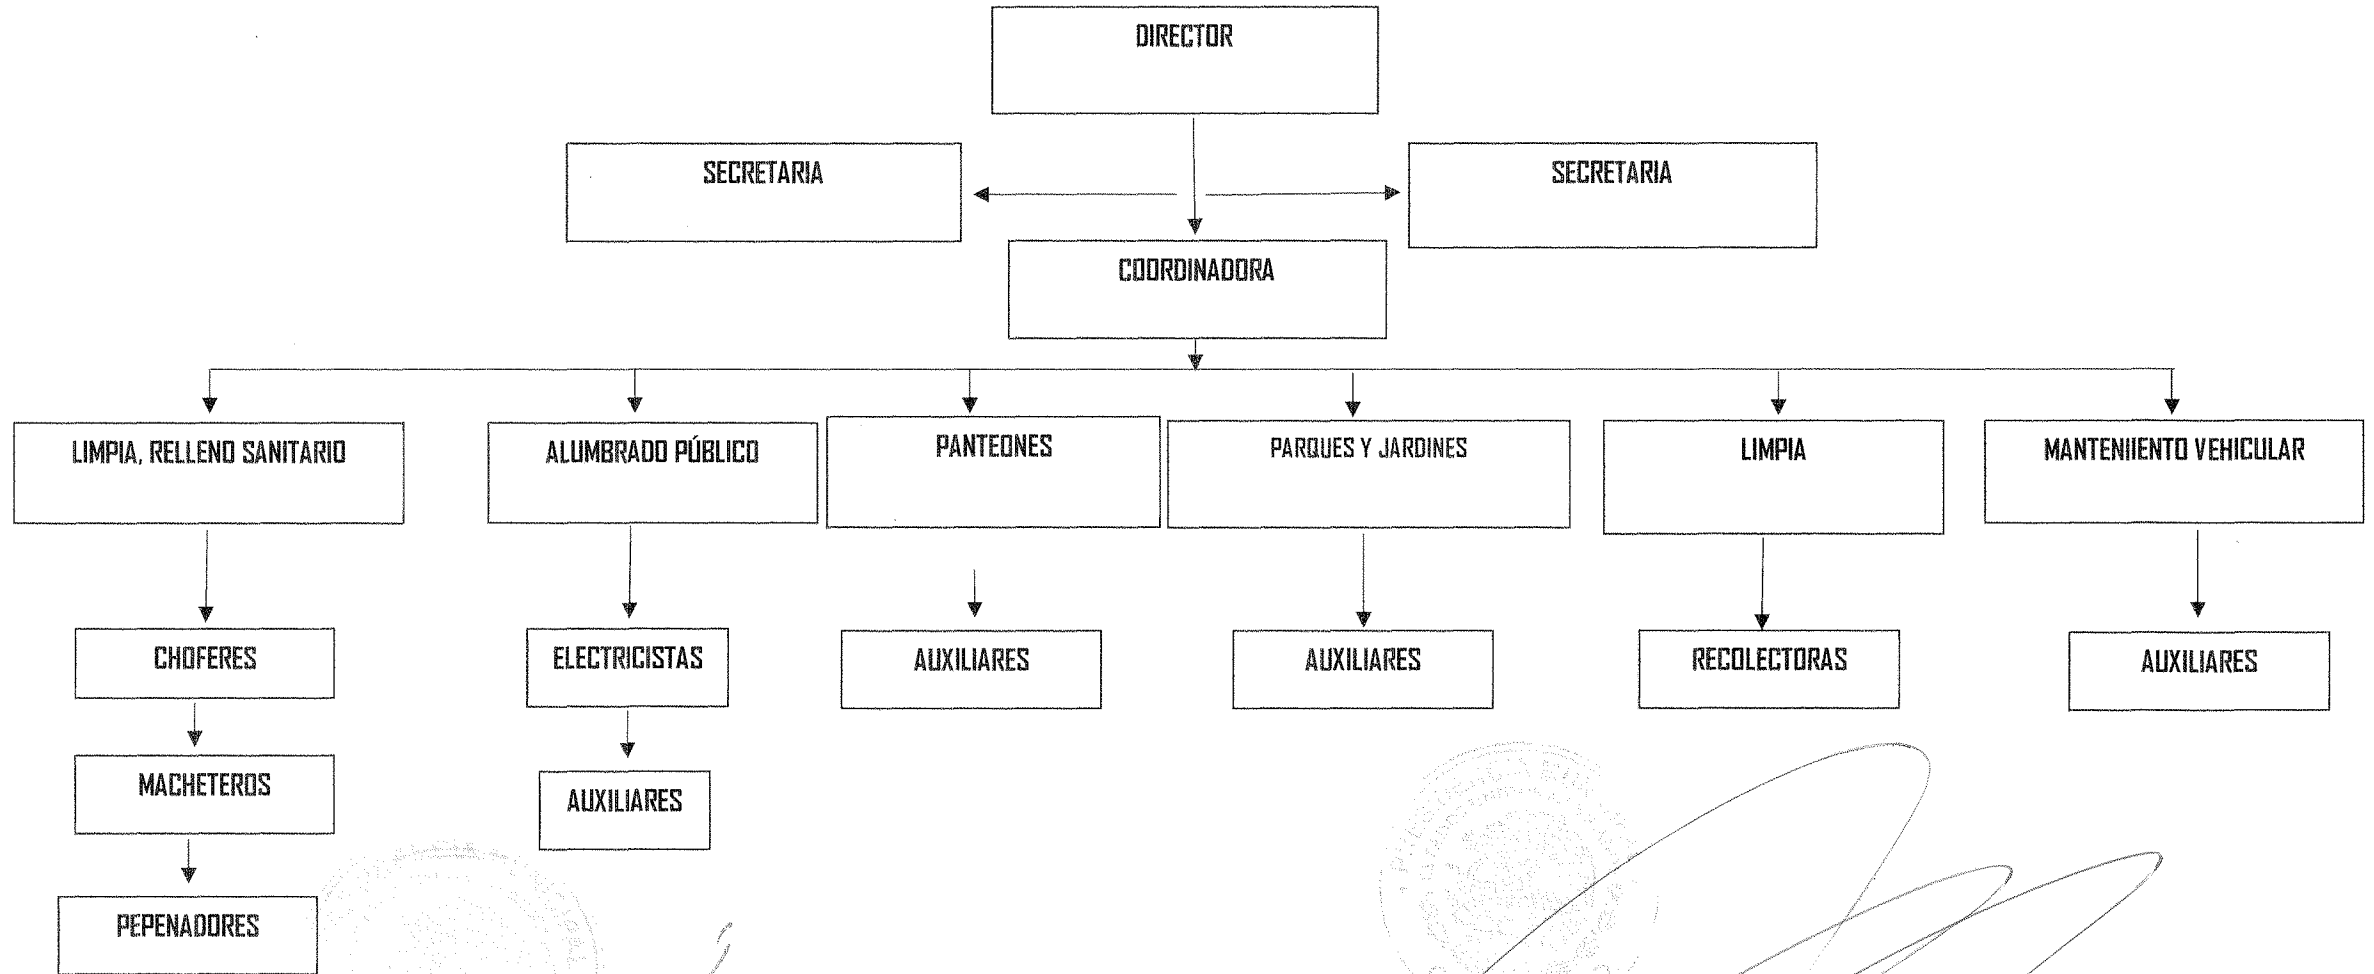 DIRECTOR
SECRETARIA
SECRETARIA
COORDINADORA
LIMPIA, RELLENO SANITARIO
ALUMBRADO PÚBLICO
PANTEONES
PARQUES Y JARDINES
LIMPIA
MANTENIIENTO VEHICULAR
CHOFERES
ELECTRICISTAS
AUXILIARES
AUXILIARES
RECOLECTORAS
AUXILIARES
MACHETEROS
AUXILIARES
PEPENADORES